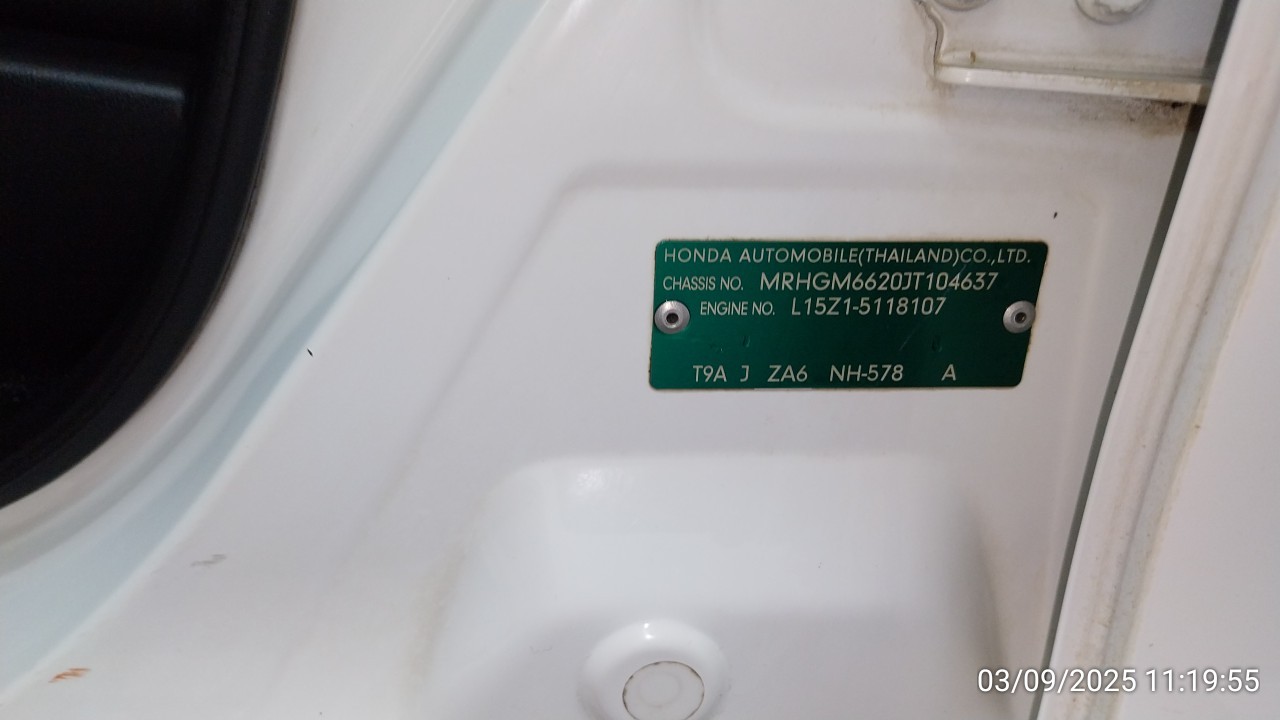 HONDA AUTOMOBILE(THAILAND)CO.,LTD.
CHASSIS NO. MRHGM6620JT104637
ENGINE NO. L15Z1-5118107
T9A J ZA6 NH-578 A
03/09/2025 11:19:55